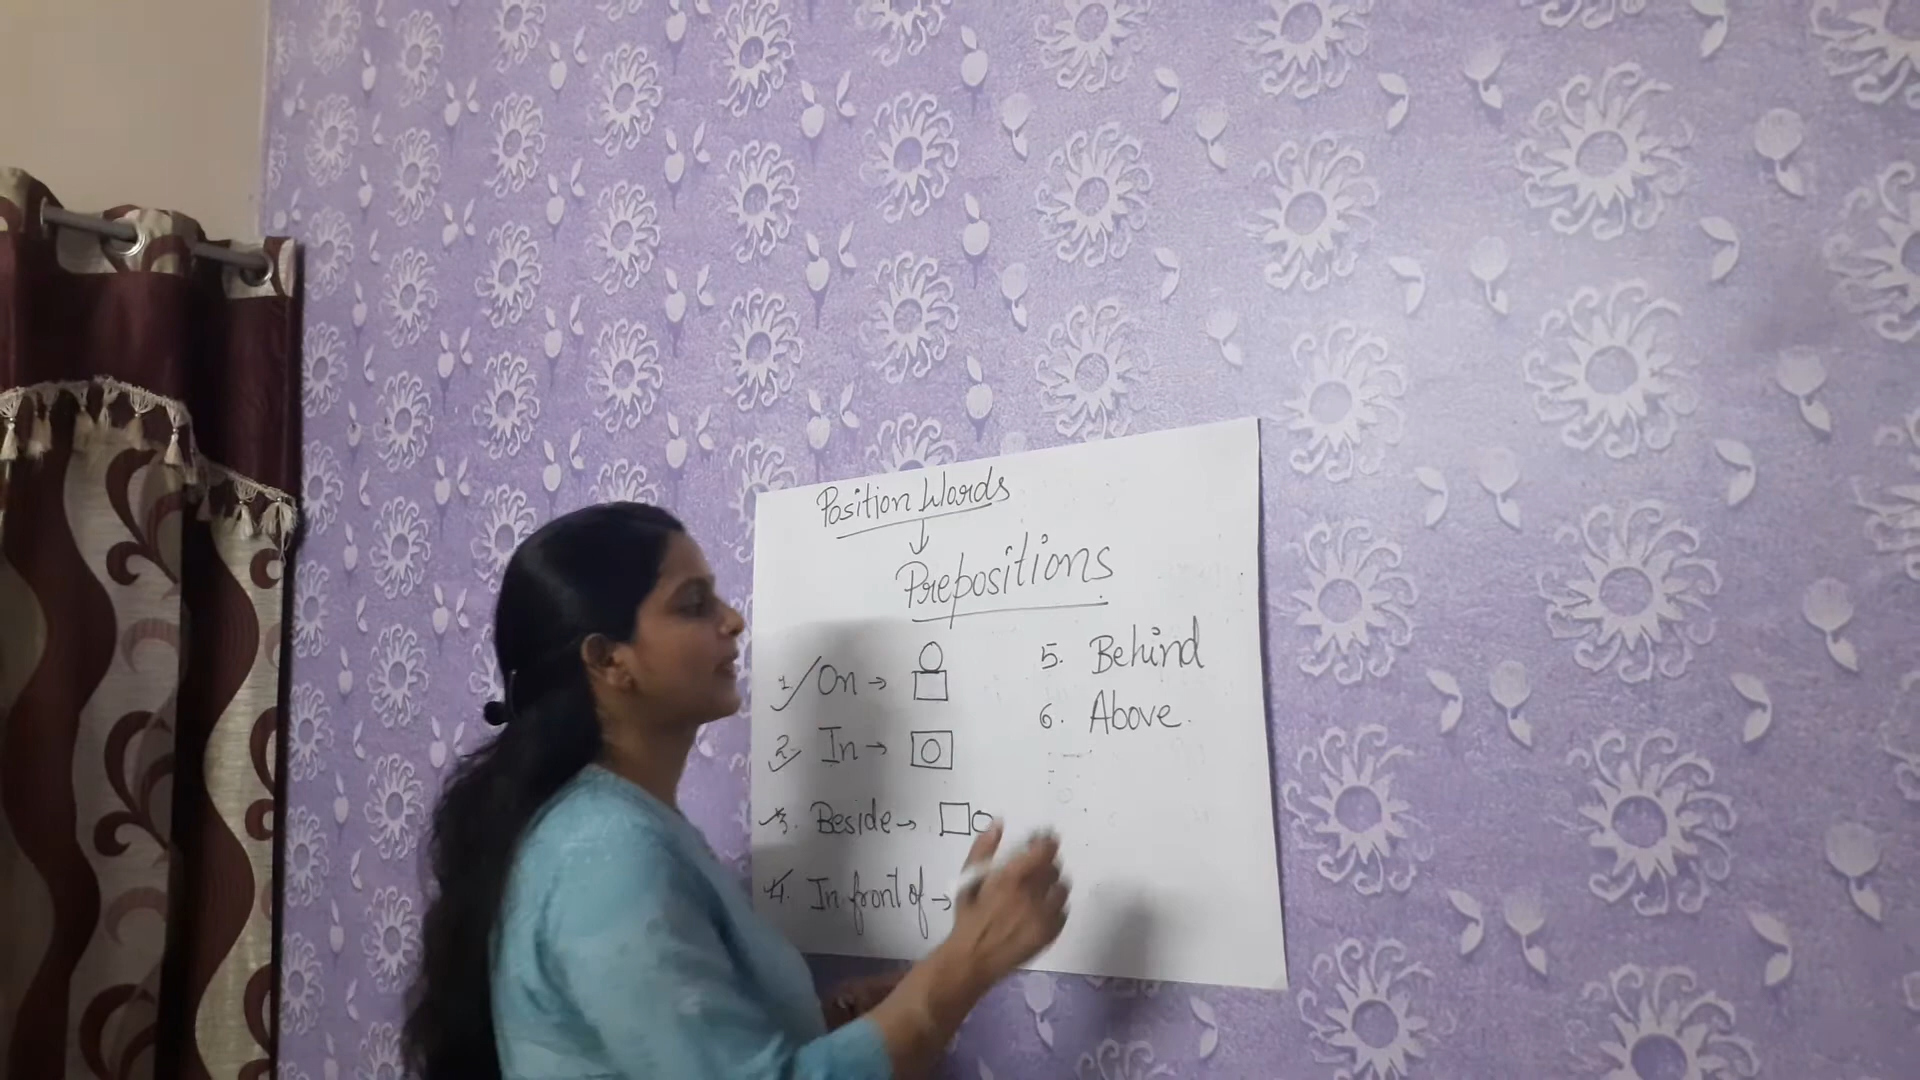 Position Words
↓
Prepositions
1. On →
2. In →
3. Beside →
4. In front of →
5. Behind
6. Above.